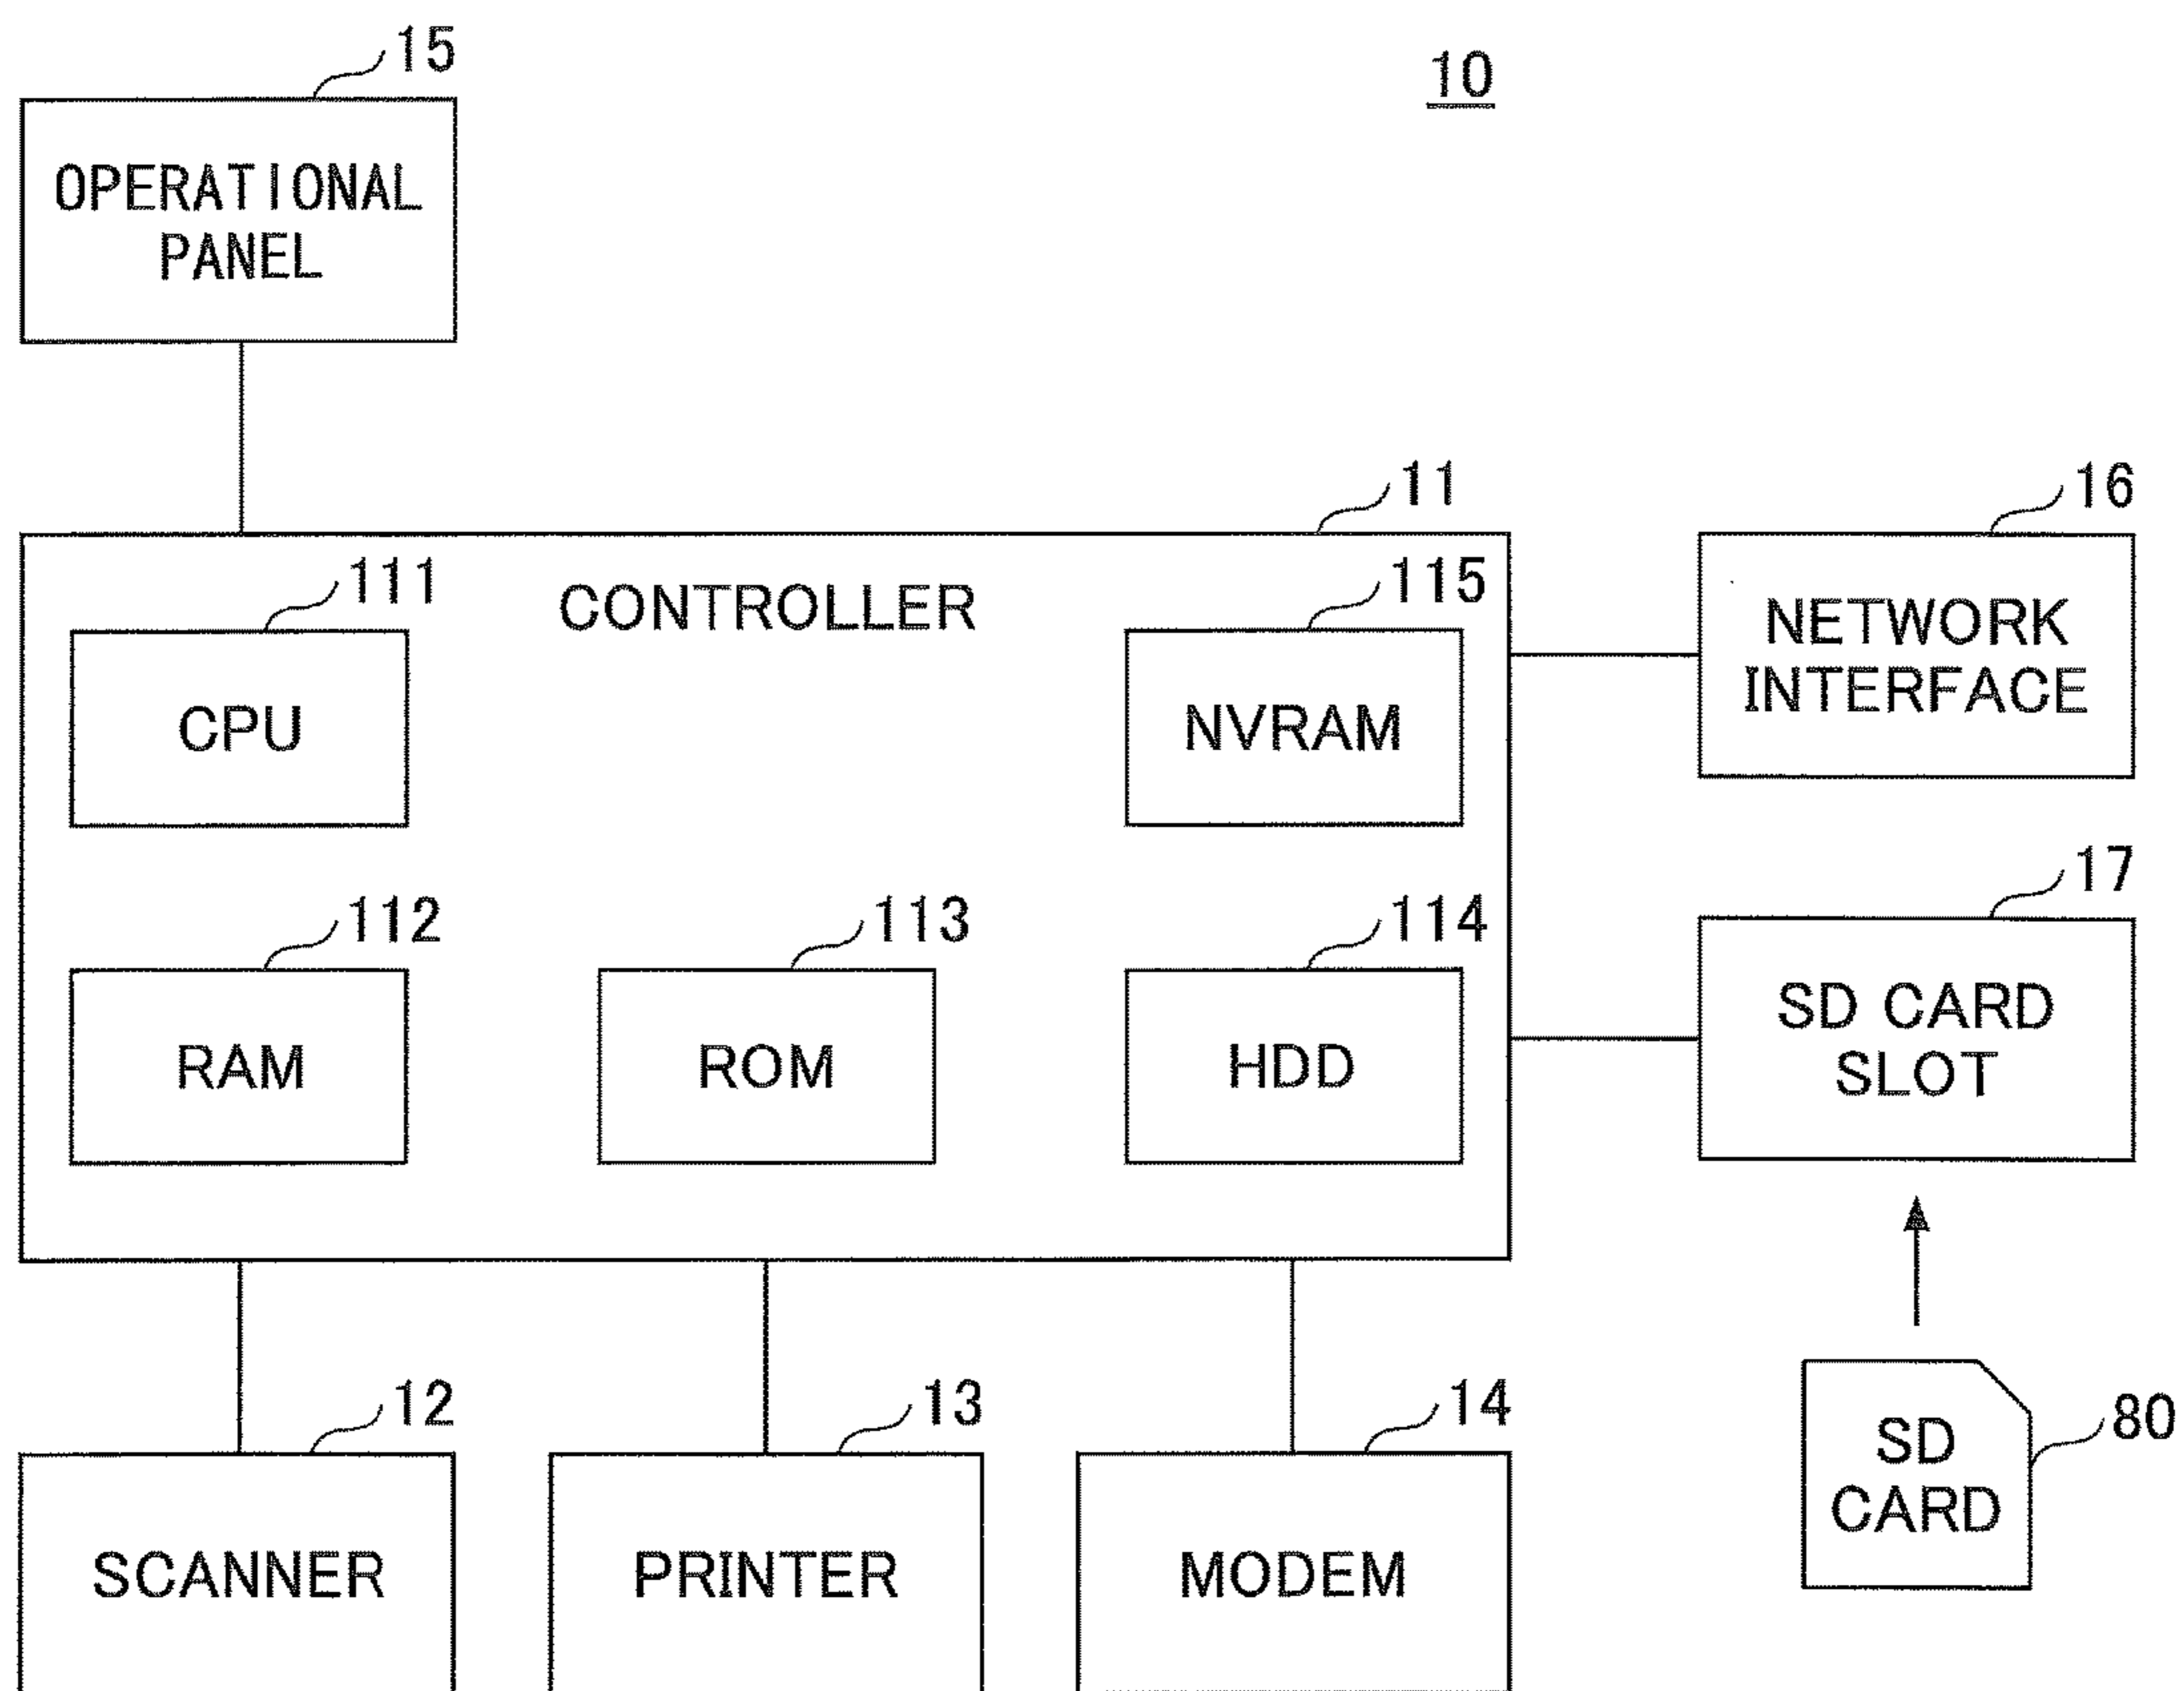 15
10
OPERATIONAL
PANEL
11
16
111
CONTROLLER
115
NETWORK
INTERFACE
CPU
NVRAM
17
112
113
114
SD CARD
SLOT
RAM
ROM
HDD
12
13
14
80
SD
CARD
SCANNER
PRINTER
MODEM